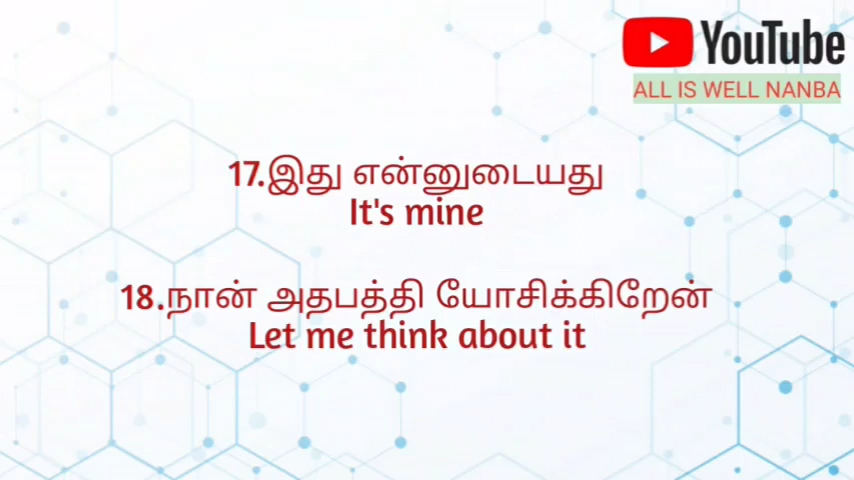 YouTube
ALL IS WELL NANBA
17.இது என்னுடையது
It's mine
18.நான் அதபத்தி யோசிக்கிறேன்
Let me think about it